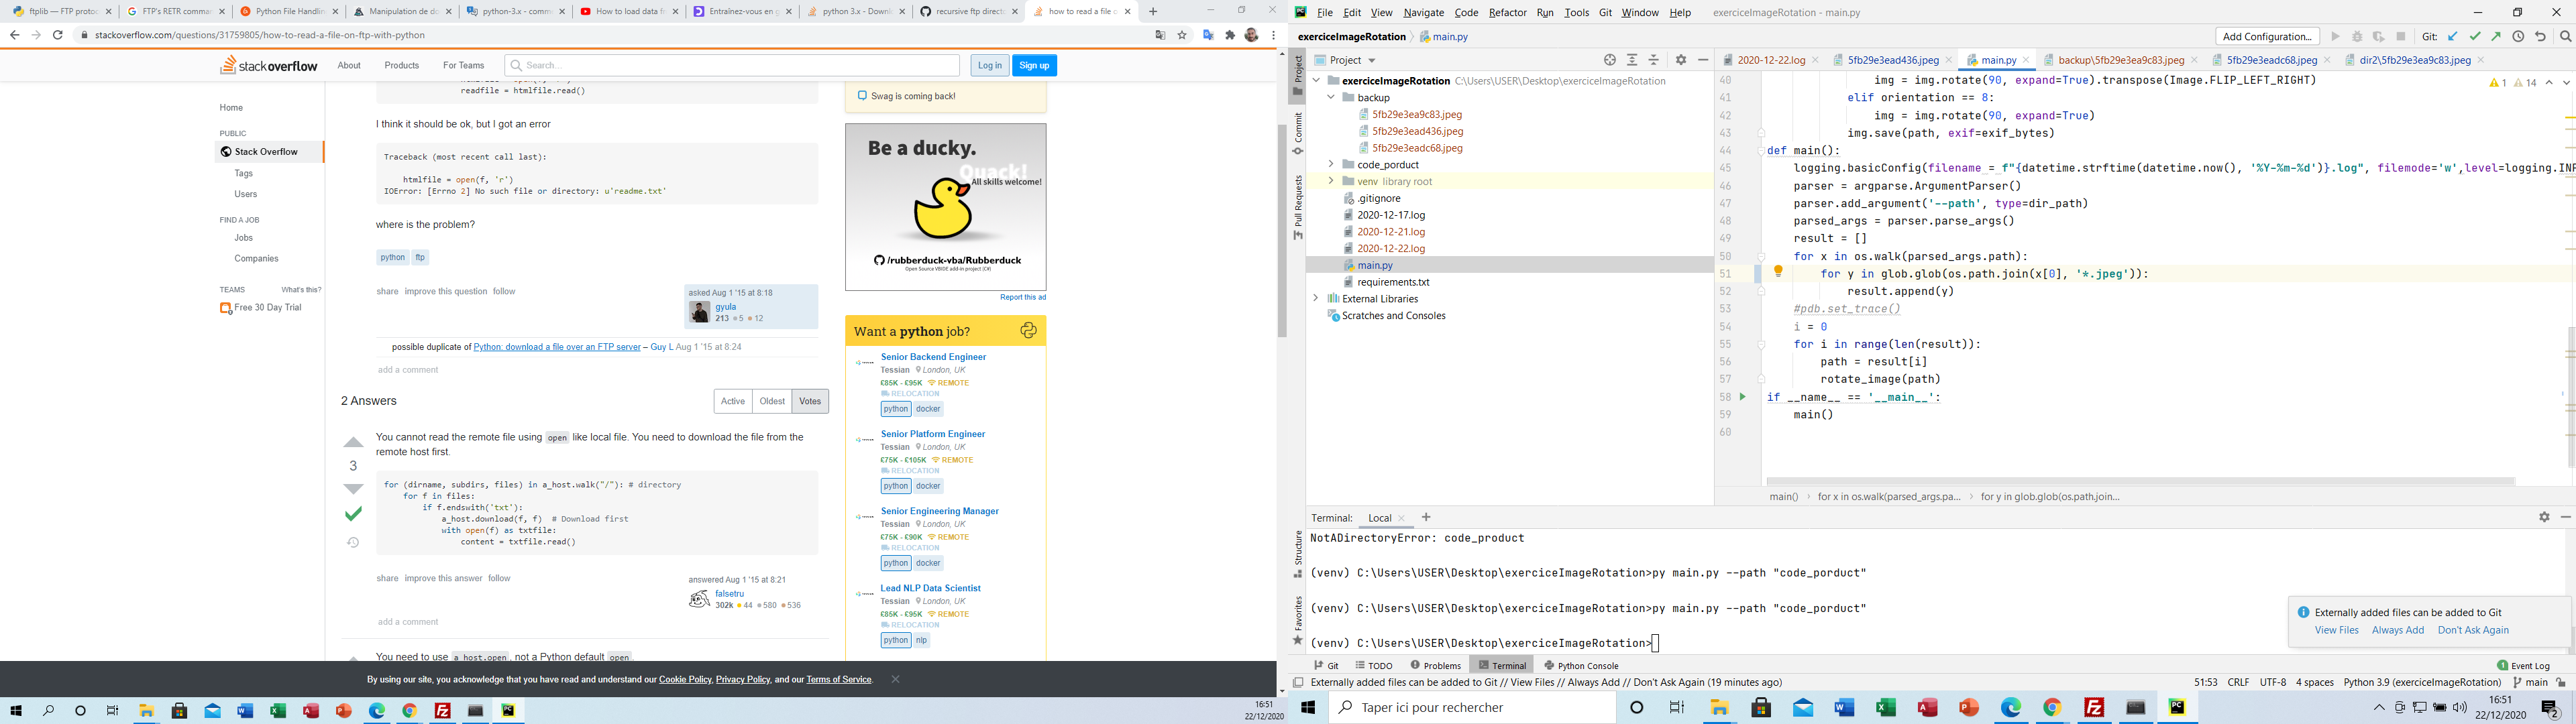 ftplib — FTP protoc
FTP's RETR comma
Python File Handlin
Manipulation de do
python-3.x - comm
How to load data fr
Entraînez-vous en g
python 3.x - Downl
recursive ftp direct
how to read a file o
stackoverflow.com/questions/31759805/how-to-read-a-file-on-ftp-with-python
stackoverflow
About
Products
For Teams
Search...
Log in
Sign up
Home
PUBLIC
Stack Overflow
Tags
Users
FIND A JOB
Jobs
Companies
TEAMS
What's this?
Free 30 Day Trial
readfile = htmlfile.read()
I think it should be ok, but I got an error
Traceback (most recent call last):
htmlfile = open(f, 'r')
IOError: [Errno 2] No such file or directory: u'readme.txt'
where is the problem?
python ftp
share improve this question follow
asked Aug 1 '15 at 8:18
gyula
213 5 12
possible duplicate of Python: download a file over an FTP server – Guy L Aug 1 '15 at 8:24
add a comment
2 Answers
Active
Oldest
Votes
3
You cannot read the remote file using open like local file. You need to download the file from the
remote host first.
for (dirname, subdirs, files) in a_host.walk("/"): # directory
for f in files:
if f.endswith('txt'):
a_host.download(f, f) # Download first
with open(f) as txtfile:
content = txtfile.read()
share improve this answer follow
answered Aug 1 '15 at 8:21
falsetru
302k 44 580 536
add a comment
You need to use a_host.open, not a Python default open.
Swag is coming back!
Be a ducky.
Quack!
All skills welcome!
/rubberduck-vba/Rubberduck
Open Source VBIDE add-in project (C#)
Report this ad
Want a python job?
Senior Backend Engineer
Tessian London, UK
£85K - £95K REMOTE
RELOCATION
python docker
Senior Platform Engineer
Tessian London, UK
£75K - £105K REMOTE
RELOCATION
python docker
Senior Engineering Manager
Tessian London, UK
£75K - £90K REMOTE
RELOCATION
python docker
Lead NLP Data Scientist
Tessian London, UK
£85K - £95K REMOTE
RELOCATION
python nlp
By using our site, you acknowledge that you have read and understand our Cookie Policy, Privacy Policy, and our Terms of Service.
16:51
22/12/2020
File Edit View Navigate Code Refactor Run Tools Git Window Help
exerciceImageRotation - main.py
exerciceImageRotation
main.py
Add Configuration...
Git:
Project
2020-12-22.log
5fb29e3ead436.jpeg
main.py
backup\5fb29e3ea9c83.jpeg
5fb29e3eadc68.jpeg
dir2\5fb29e3ea9c83.jpeg
Project
Commit
Pull Requests
Structure
Favorites
exerciceImageRotation C:\Users\USER\Desktop\exerciceImageRotation
backup
5fb29e3ea9c83.jpeg
5fb29e3ead436.jpeg
5fb29e3eadc68.jpeg
code_porduct
venv library root
.gitignore
2020-12-17.log
2020-12-21.log
2020-12-22.log
main.py
requirements.txt
External Libraries
Scratches and Consoles
1 14
40 img = img.rotate(90, expand=True).transpose(Image.FLIP_LEFT_RIGHT)
41 elif orientation == 8:
42 img = img.rotate(90, expand=True)
43 img.save(path, exif=exif_bytes)
44 def main():
45 logging.basicConfig(filename = f"{datetime.strftime(datetime.now(), '%Y-%m-%d')}.log", filemode='w',level=logging.INF
46 parser = argparse.ArgumentParser()
47 parser.add_argument('--path', type=dir_path)
48 parsed_args = parser.parse_args()
49 result = []
50 for x in os.walk(parsed_args.path):
51 for y in glob.glob(os.path.join(x[0], '*.jpeg')):
52 result.append(y)
53 #pdb.set_trace()
54 i = 0
55 for i in range(len(result)):
56 path = result[i]
57 rotate_image(path)
58 if __name__ == '__main__':
59 main()
60
main() for x in os.walk(parsed_args.pa... for y in glob.glob(os.path.join...
Terminal: Local
NotADirectoryError: code_product
(venv) C:\Users\USER\Desktop\exerciceImageRotation>py main.py --path "code_porduct"
(venv) C:\Users\USER\Desktop\exerciceImageRotation>py main.py --path "code_porduct"
(venv) C:\Users\USER\Desktop\exerciceImageRotation>
Externally added files can be added to Git
View Files Always Add Don't Ask Again
Git TODO Problems Terminal Python Console
1 Event Log
Externally added files can be added to Git // View Files // Always Add // Don't Ask Again (19 minutes ago)
51:53 CRLF UTF-8 4 spaces Python 3.9 (exerciceImageRotation) main
Taper ici pour rechercher
16:51
22/12/2020
2